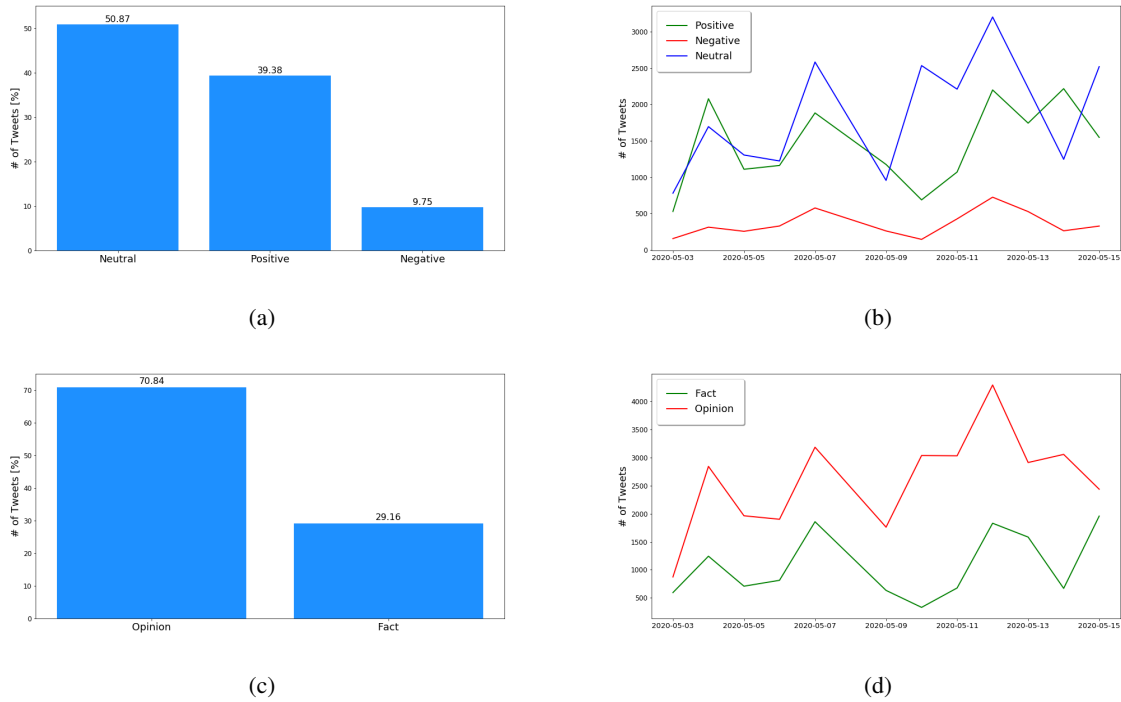 50.87
39.38
9.75
50
40
30
20
10
0
# of Tweets [%]
Neutral Positive Negative
(a)
Positive
Negative
Neutral
3000
2500
2000
1500
1000
500
0
# of Tweets
2020-05-03 2020-05-05 2020-05-07 2020-05-09 2020-05-11 2020-05-13 2020-05-15
(b)
70.84
29.16
70
60
50
40
30
20
10
0
# of Tweets [%]
Opinion Fact
(c)
Fact
Opinion
4000
3500
3000
2500
2000
1500
1000
500
# of Tweets
2020-05-03 2020-05-05 2020-05-07 2020-05-09 2020-05-11 2020-05-13 2020-05-15
(d)